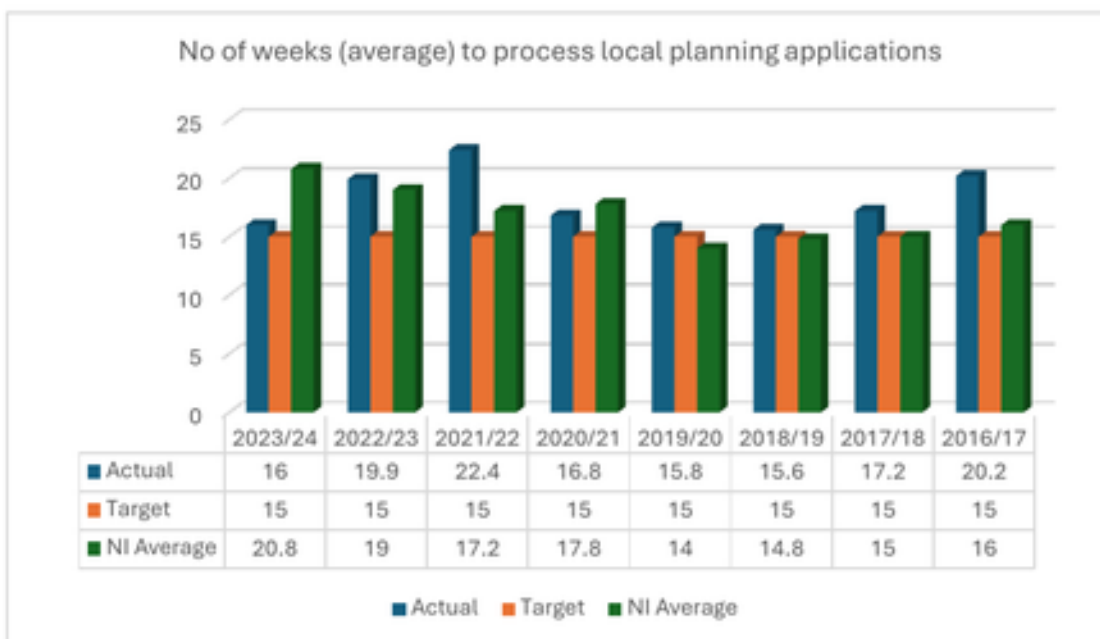 No of weeks (average) to process local planning applications
25
20
15
10
5
0
2023/24 2022/23 2021/22 2020/21 2019/20 2018/19 2017/18 2016/17
Actual 16 19.9 22.4 16.8 15.8 15.6 17.2 20.2
Target 15 15 15 15 15 15 15 15
NI Average 20.8 19 17.2 17.8 14 14.8 15 16
Actual Target NI Average